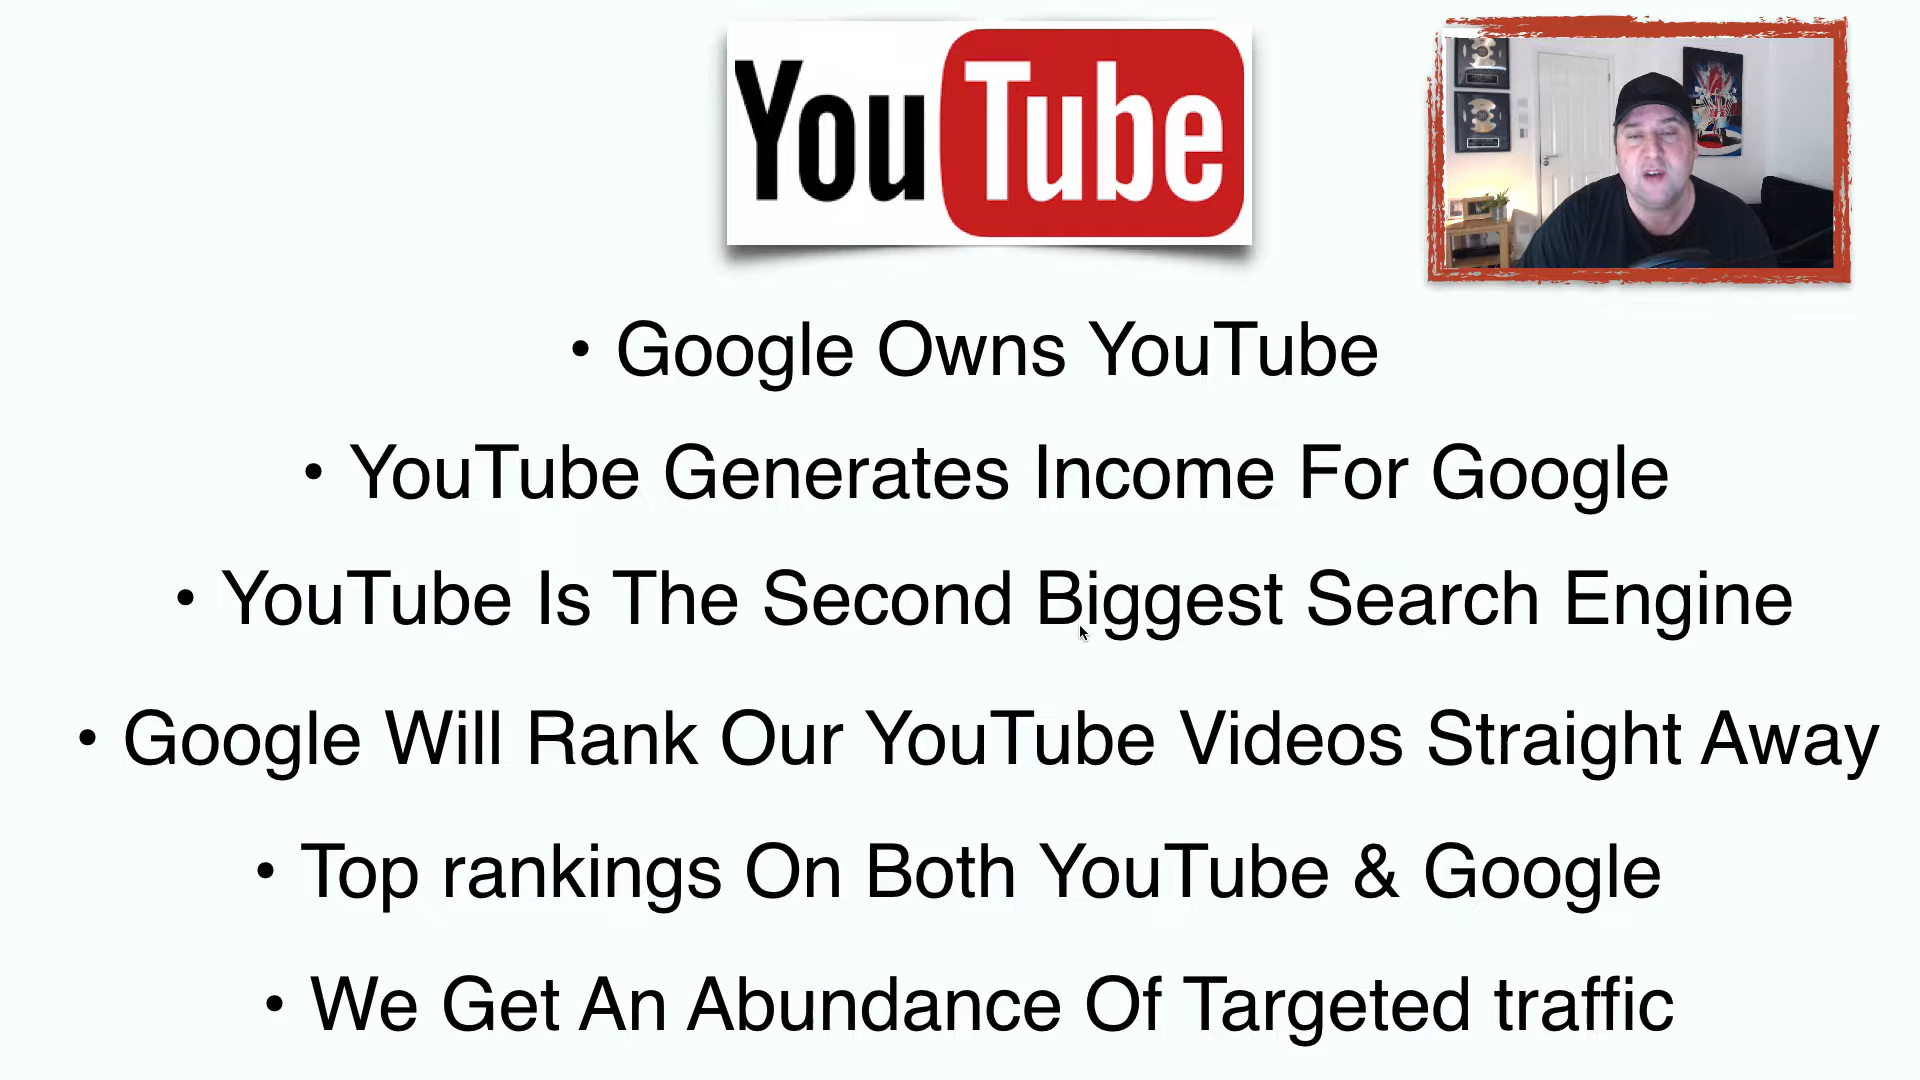 YouTube
• Google Owns YouTube
• YouTube Generates Income For Google
• YouTube Is The Second Biggest Search Engine
• Google Will Rank Our YouTube Videos Straight Away
• Top rankings On Both YouTube & Google
• We Get An Abundance Of Targeted traffic